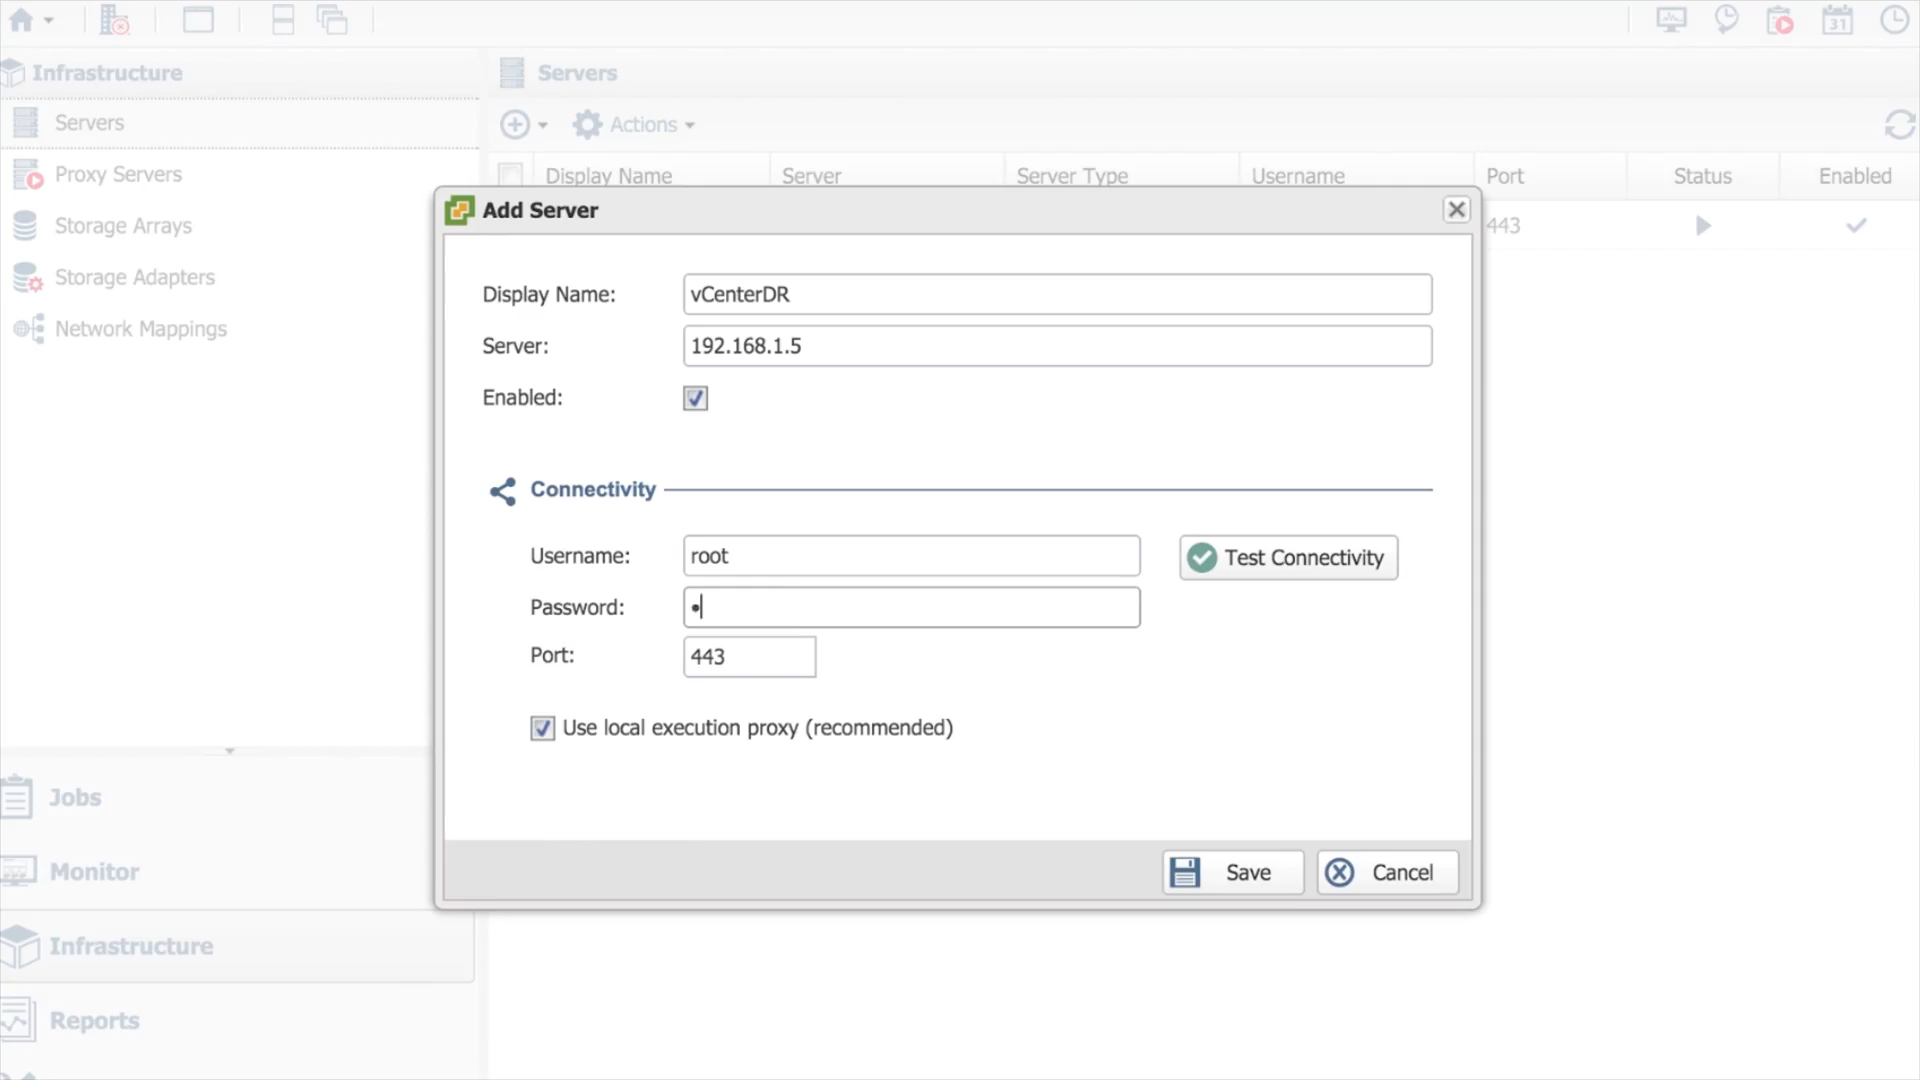 31
Infrastructure
Servers
Servers
Proxy Servers
Storage Arrays
Storage Adapters
Network Mappings
Actions
Display Name
Server
Server Type
Username
Port
Status
Enabled
443
Add Server
Display Name:
vCenterDR
Server:
192.168.1.5
Enabled:
Connectivity
Username:
root
Test Connectivity
Password:
•
Port:
443
Use local execution proxy (recommended)
Save
Cancel
Jobs
Monitor
Infrastructure
Reports